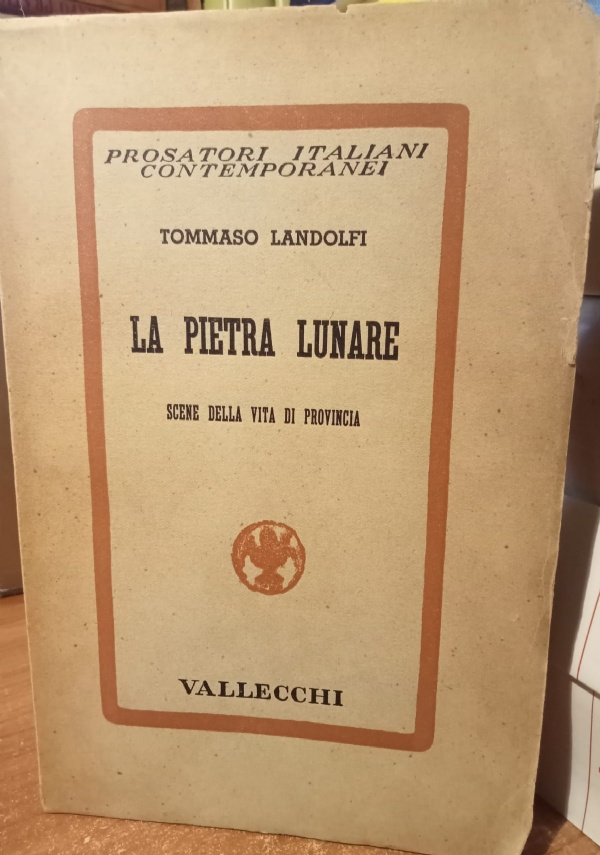 PROSATORI ITALIANI
CONTEMPORANEI
TOMMASO LANDOLFI
LA PIETRA LUNARE
SCENE DELLA VITA DI PROVINCIA
VALLECCHI